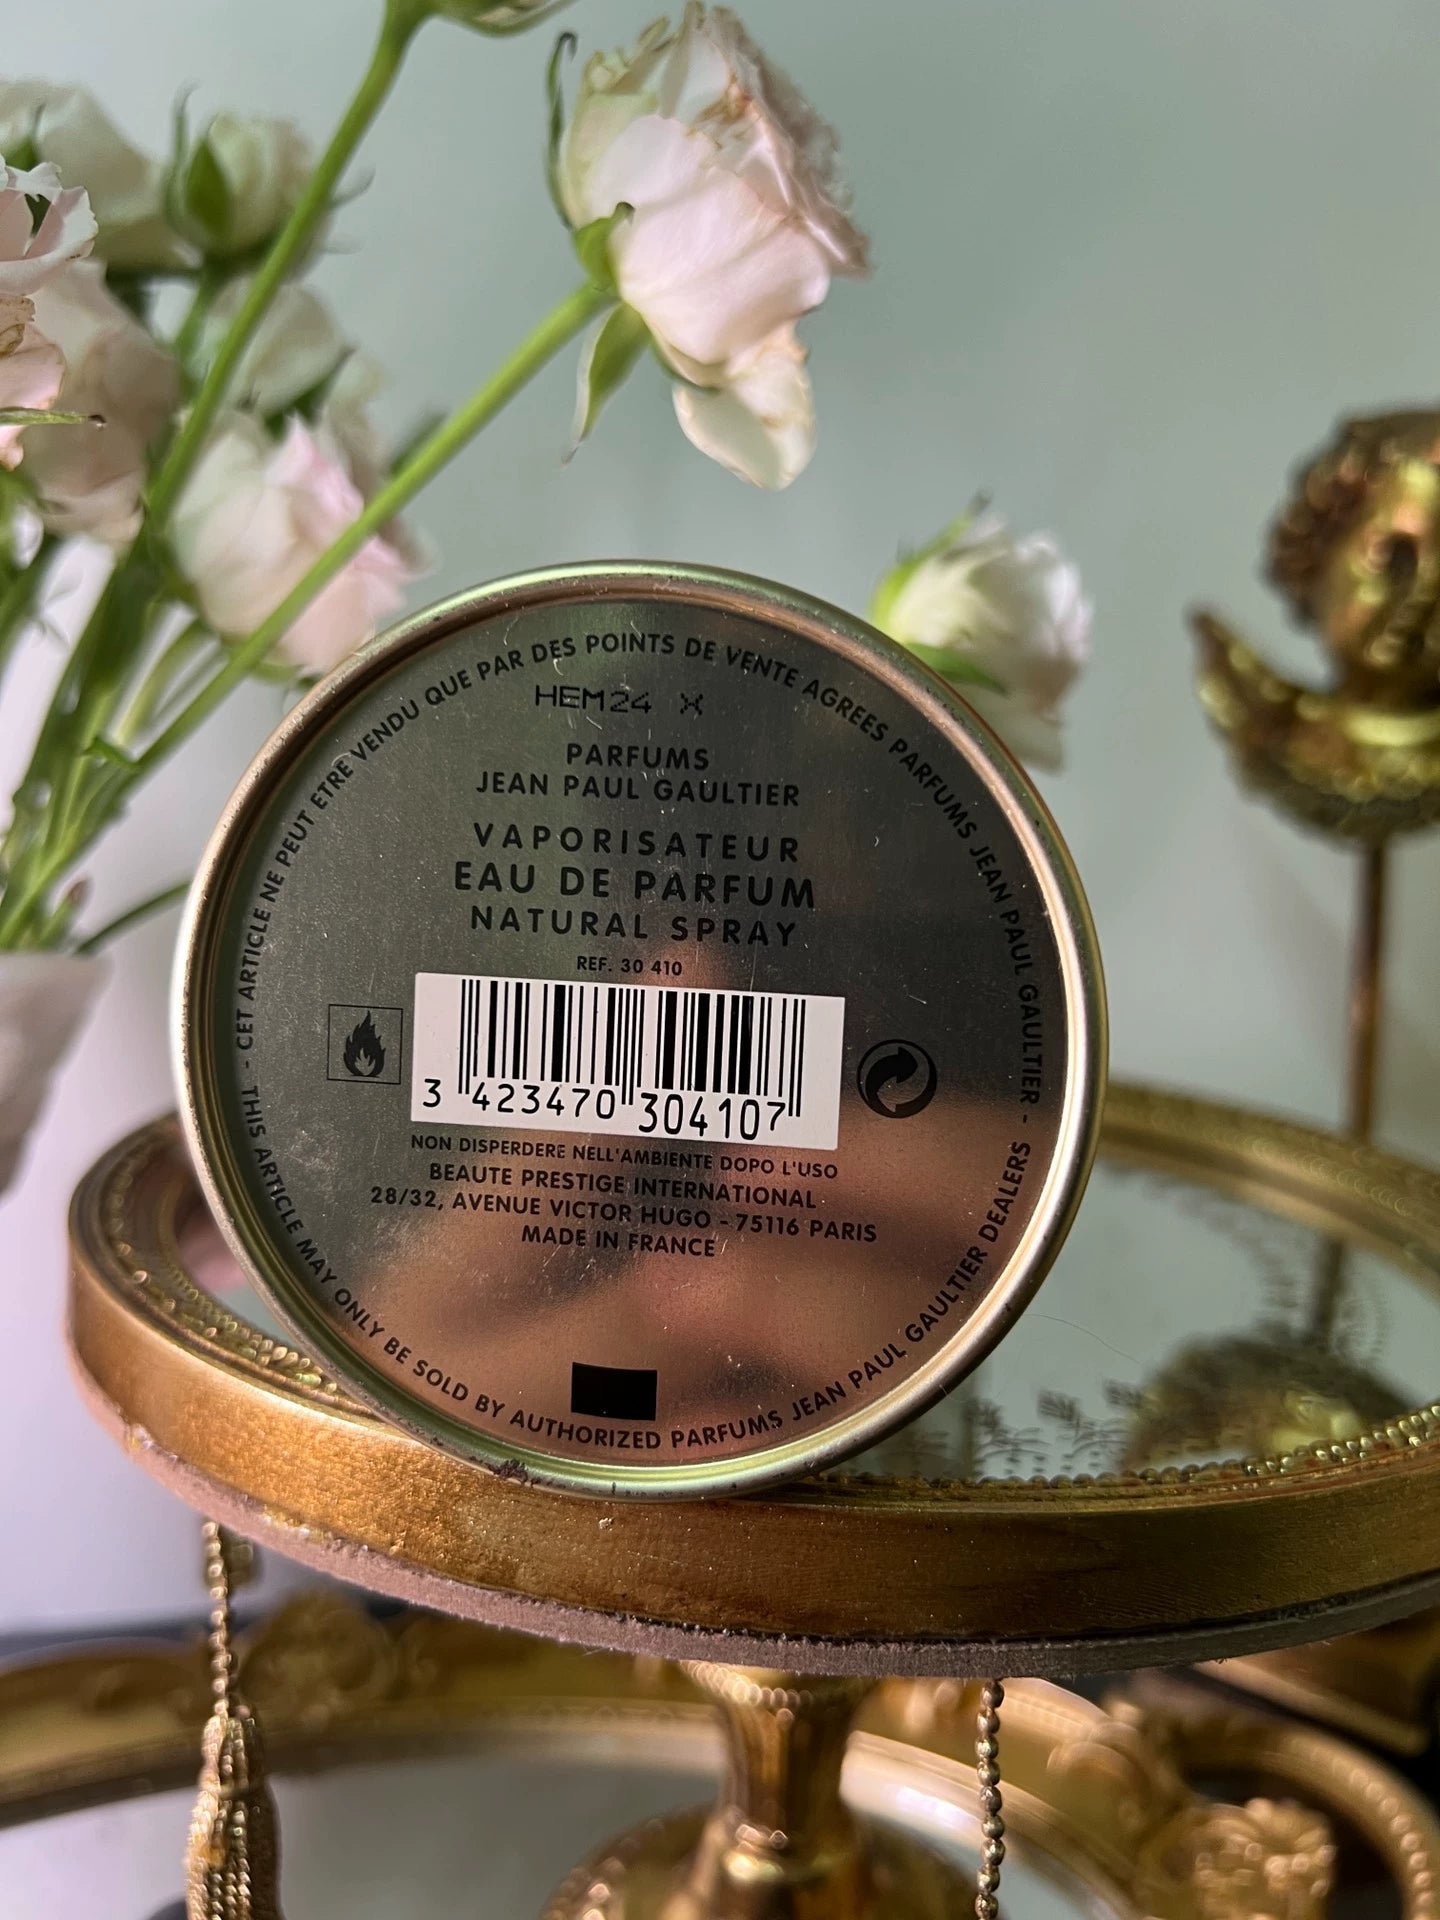 - CET ARTICLE NE PEUT ETRE VENDU QUE PAR DES POINTS DE VENTE AGREES PARFUMS JEAN PAUL GAULTIER -
THIS ARTICLE MAY ONLY BE SOLD BY AUTHORIZED PARFUMS JEAN PAUL GAULTIER DEALERS
HEM24 X
PARFUMS
JEAN PAUL GAULTIER
VAPORISATEUR
EAU DE PARFUM
NATURAL SPRAY
REF. 30 410
3 423470 304107
NON DISPERDERE NELL'AMBIENTE DOPO L'USO
BEAUTE PRESTIGE INTERNATIONAL
28/32, AVENUE VICTOR HUGO - 75116 PARIS
MADE IN FRANCE